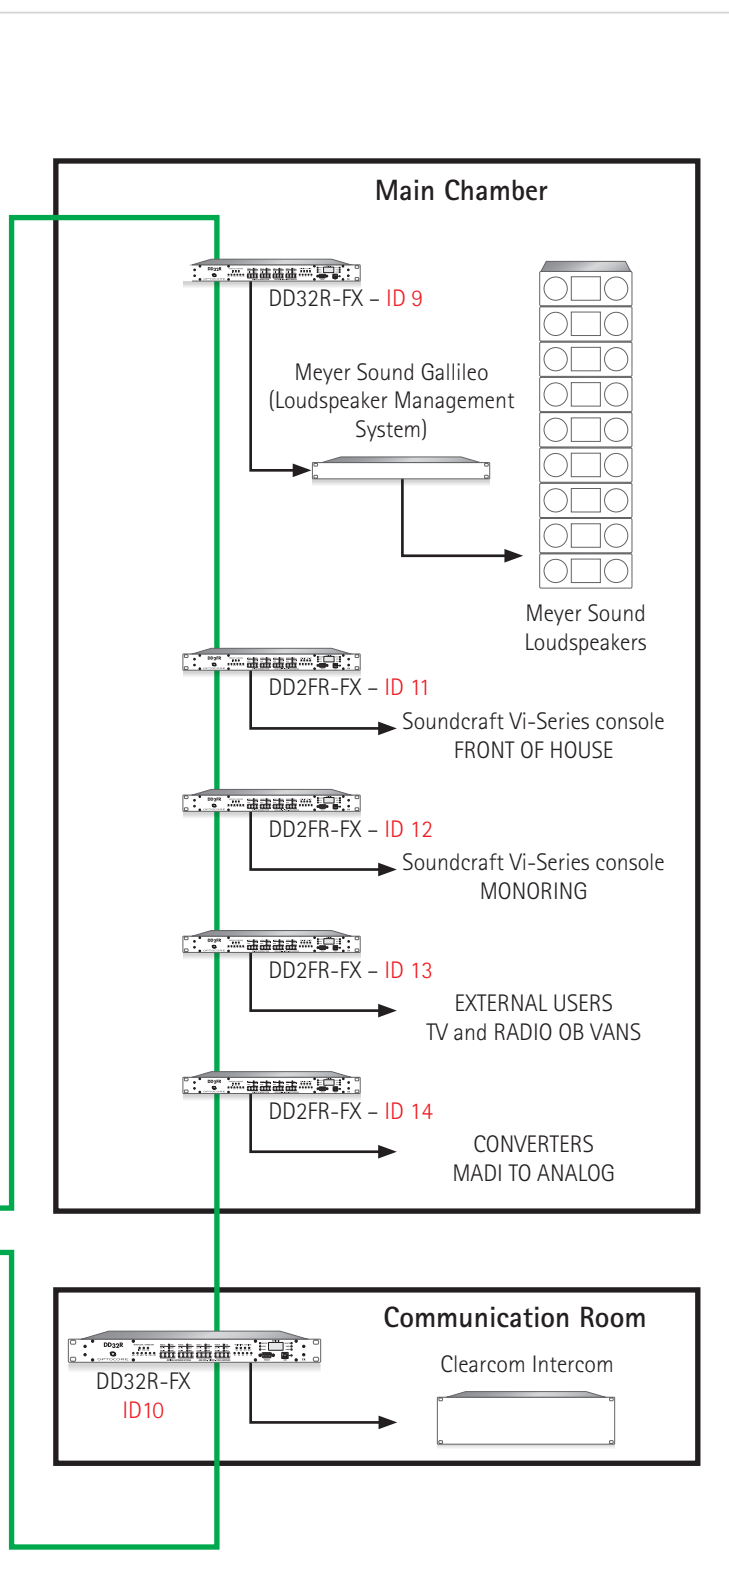 Main Chamber
DD32R
DD32R-FX – ID 9
Meyer Sound Gallileo
(Loudspeaker Management
System)
Meyer Sound
Loudspeakers
DD2FR-FX – ID 11
Soundcraft Vi-Series console
FRONT OF HOUSE
DD2FR-FX – ID 12
Soundcraft Vi-Series console
MONORING
DD2FR-FX – ID 13
EXTERNAL USERS
TV and RADIO OB VANS
DD2FR-FX – ID 14
CONVERTERS
MADI TO ANALOG
Communication Room
DD32R
OPTOCORE
Clearcom Intercom
DD32R-FX
ID10